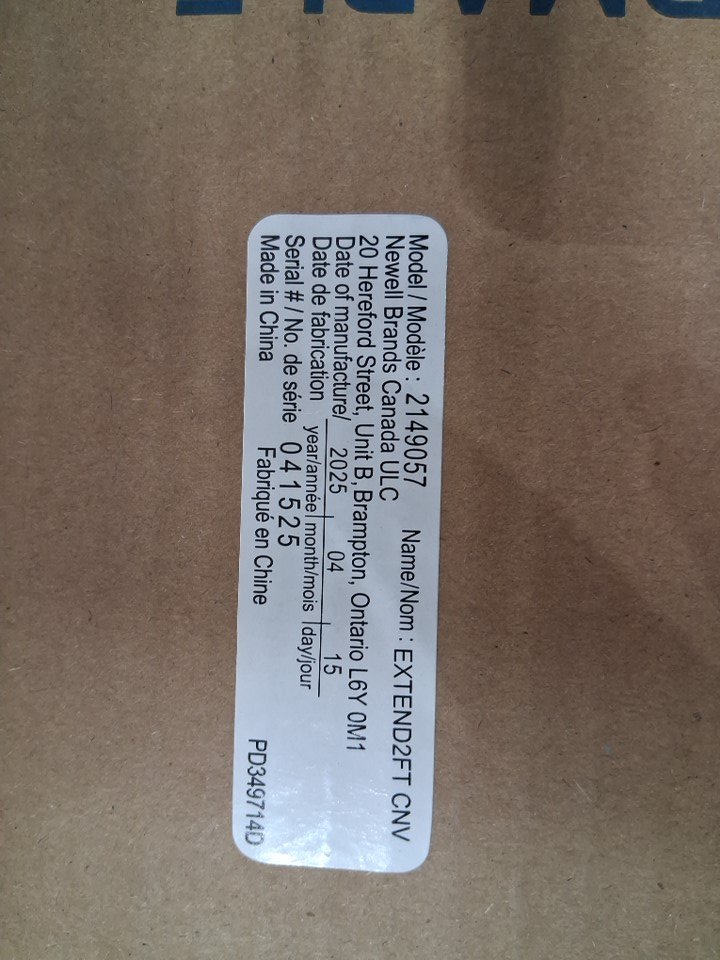 Model / Modèle : 2149057 Name/Nom : EXTEND2FT CNV
Newell Brands Canada ULC
20 Hereford Street, Unit B, Brampton, Ontario L6Y 0M1
Date of manufacture/ 2025 04 15
Date de fabrication year/année month/mois day/jour
Serial # / No. de série 041525
Made in China Fabriqué en Chine PD349714D